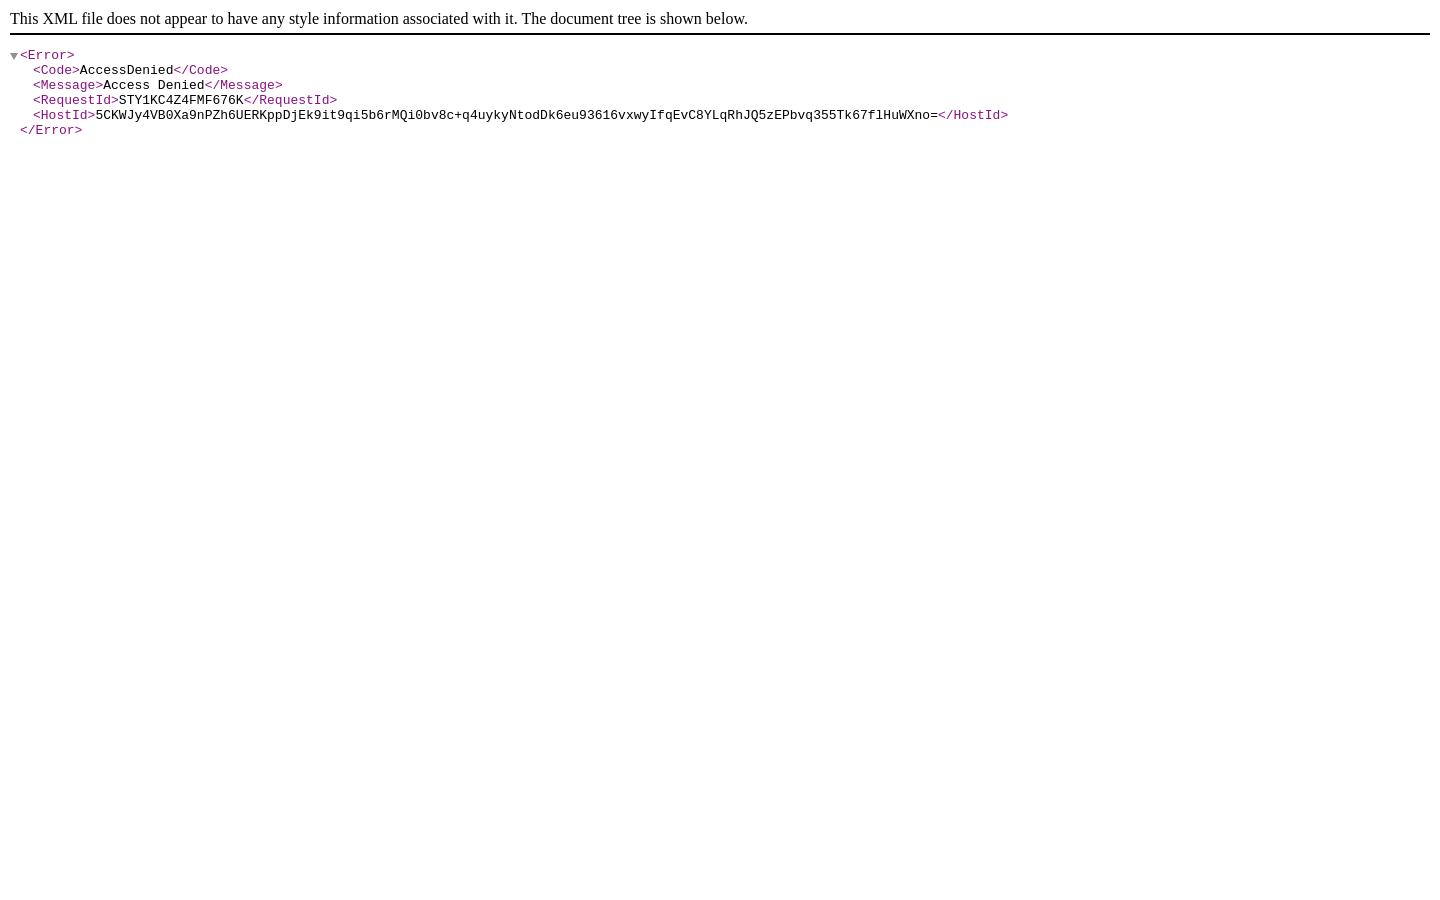 This XML file does not appear to have any style information associated with it. The document tree is shown below.
<Error>
<Code>AccessDenied</Code>
<Message>Access Denied</Message>
<RequestId>STY1KC4Z4FMF676K</RequestId>
<HostId>5CKWJy4VB0Xa9nPZh6UERKppDjEk9it9qi5b6rMQi0bv8c+q4uykyNtodDk6eu93616vxwyIfqEvC8YLqRhJQ5zEPbvq355Tk67flHuWXno=</HostId>
</Error>